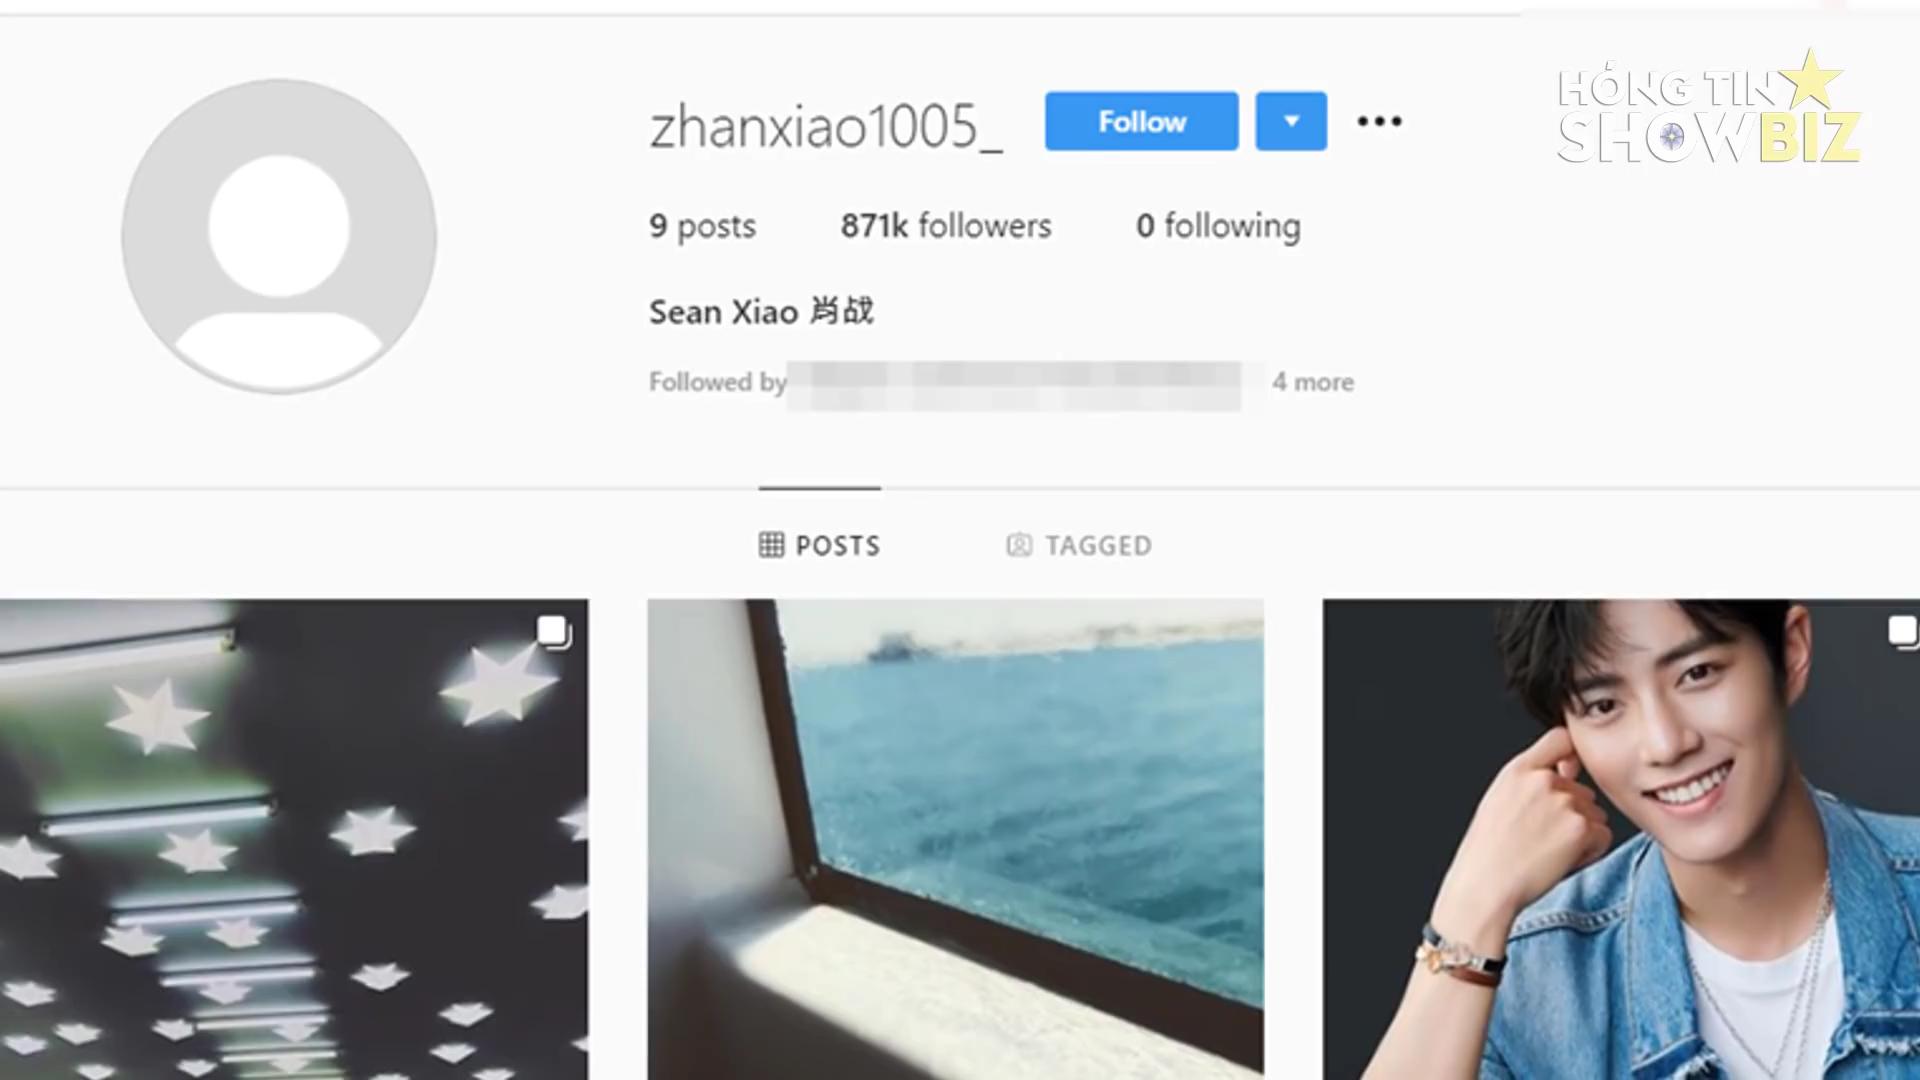 HÓNG TIN
SHOWBIZ
zhanxiao1005_
Follow
9 posts
871k followers
0 following
Sean Xiao 肖战
Followed by
4 more
POSTS
TAGGED